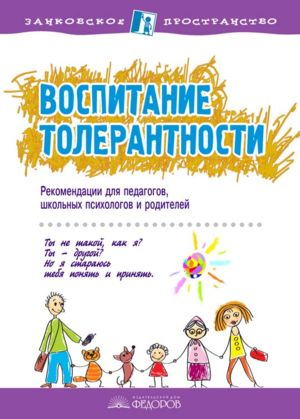 ЗАНКОВСКОЕ ПРОСТРАНСТВО
ВОСПИТАНИЕ
ТОЛЕРАНТНОСТИ
Рекомендации для педагогов,
школьных психологов и родителей
Ты не такой, как я?
Ты – другой?
Но я стараюсь
тебя понять и принять.
ИЗДАТЕЛЬСКИЙ ДОМ
ФЕДОРОВ